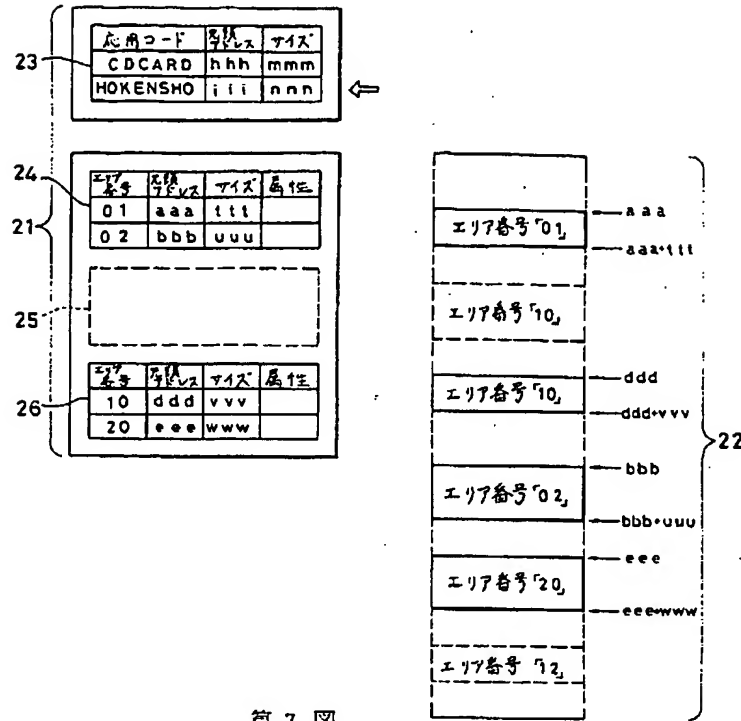 応用コード 先頭アドレス サイズ
23
CDCARD hhh mmm
HOKENSHO iii nnn
21
24
エリア番号 先頭アドレス サイズ 属性
01 aaa ttt
02 bbb uuu
25
26
エリア番号 先頭アドレス サイズ 属性
10 ddd vvv
20 eee www
22
aaa
エリア番号「01」
aaa+ttt
エリア番号「10」
ddd
エリア番号「10」
ddd+vvv
bbb
エリア番号「02」
bbb+uuu
eee
エリア番号「20」
eee+www
エリア番号「12」
第 7 図